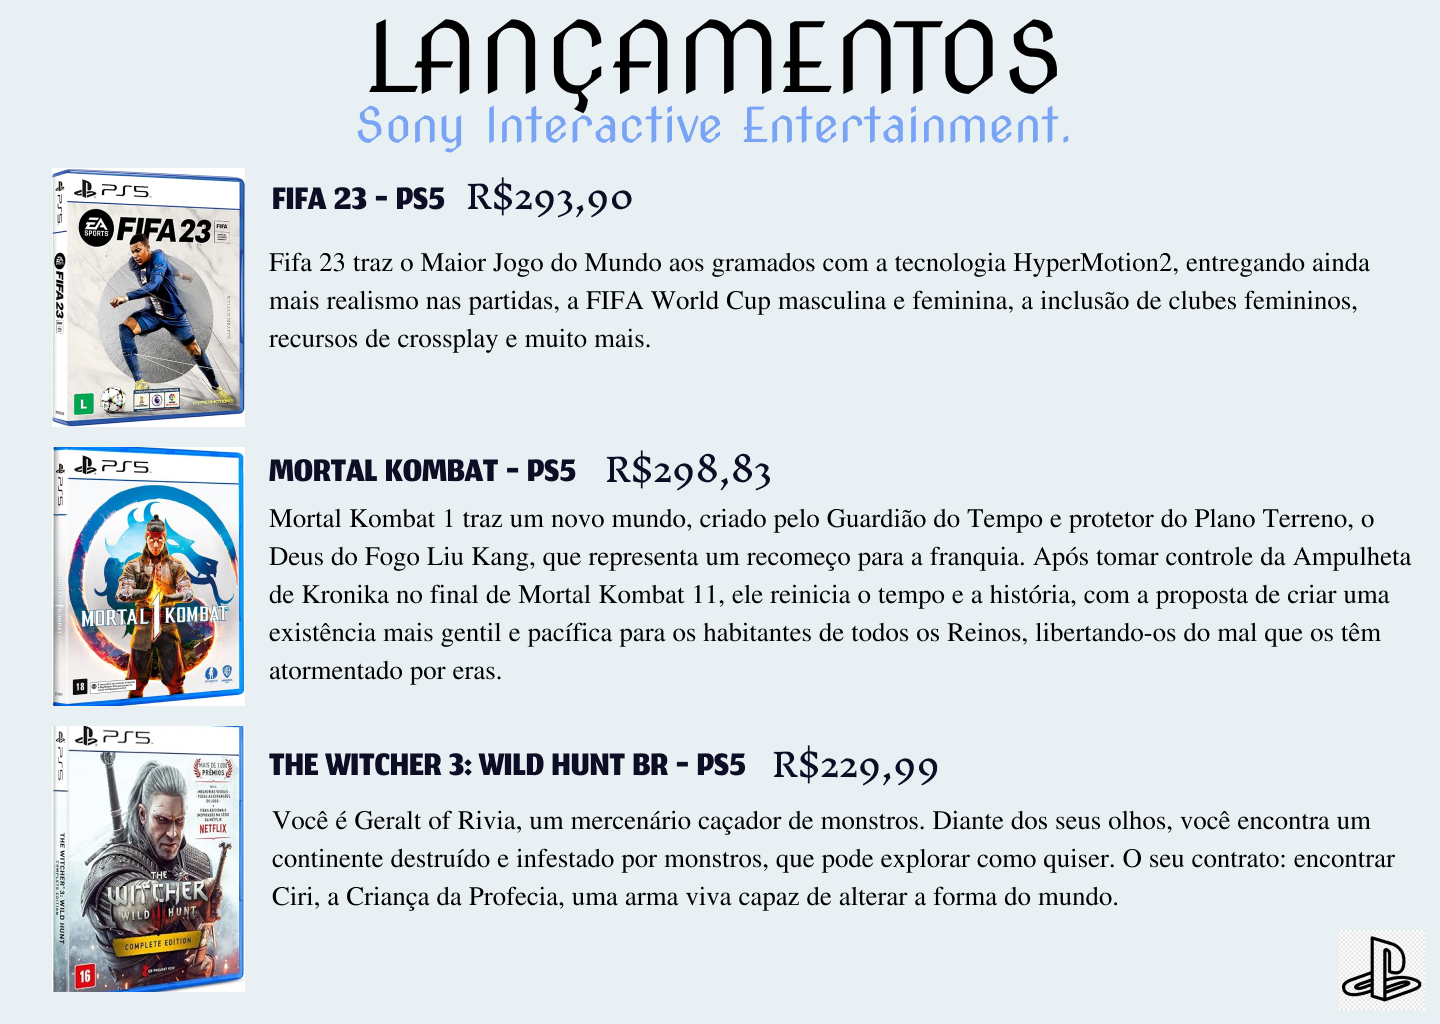 LANÇAMENTOS
Sony Interactive Entertainment.
PS5
PS5
EA SPORTS
FIFA 23
FIFA 23
L
FIFA 23 - PS5 R$293,90
Fifa 23 traz o Maior Jogo do Mundo aos gramados com a tecnologia HyperMotion2, entregando ainda
mais realismo nas partidas, a FIFA World Cup masculina e feminina, a inclusão de clubes femininos,
recursos de crossplay e muito mais.
PS5
PS5
MORTAL KOMBAT 1
18
MORTAL KOMBAT - PS5 R$298,83
Mortal Kombat 1 traz um novo mundo, criado pelo Guardião do Tempo e protetor do Plano Terreno, o
Deus do Fogo Liu Kang, que representa um recomeço para a franquia. Após tomar controle da Ampulheta
de Kronika no final de Mortal Kombat 11, ele reinicia o tempo e a história, com a proposta de criar uma
existência mais gentil e pacífica para os habitantes de todos os Reinos, libertando-os do mal que os têm
atormentado por eras.
PS5
PS5
MAIS DE 1.000
PRÊMIOS
NETFLIX
THE WITCHER 3: WILD HUNT
THE
WITCHER
WILD HUNT
COMPLETE EDITION
CD PROJEKT RED
16
THE WITCHER 3: WILD HUNT BR - PS5 R$229,99
Você é Geralt of Rivia, um mercenário caçador de monstros. Diante dos seus olhos, você encontra um
continente destruído e infestado por monstros, que pode explorar como quiser. O seu contrato: encontrar
Ciri, a Criança da Profecia, uma arma viva capaz de alterar a forma do mundo.